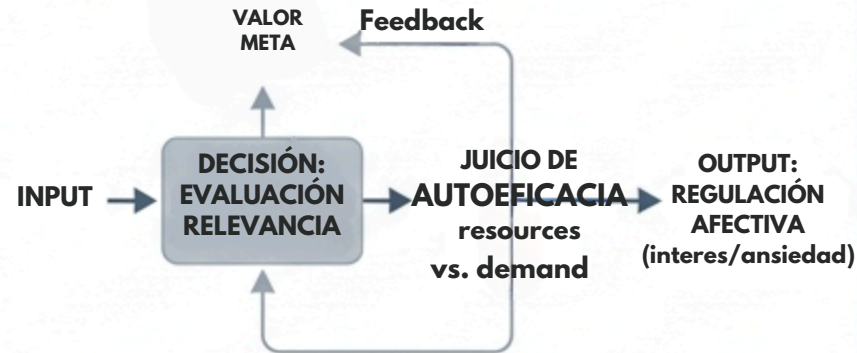 VALOR
META
Feedback
INPUT
DECISIÓN:
EVALUACIÓN
RELEVANCIA
JUICIO DE
AUTOEFICACIA
resources
vs. demand
OUTPUT:
REGULACIÓN
AFECTIVA
(interes/ansiedad)